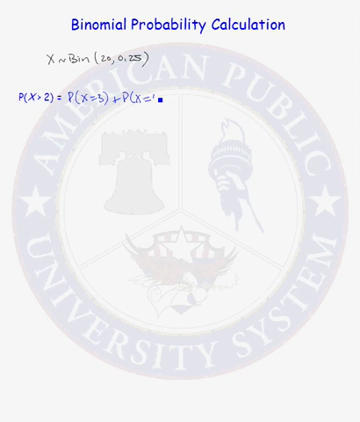 Binomial Probability Calculation
X ~ Bin (20, 0.25)
P(X > 2) = P(X = 3) + P(X =
AMERICAN PUBLIC
UNIVERSITY SYSTEM